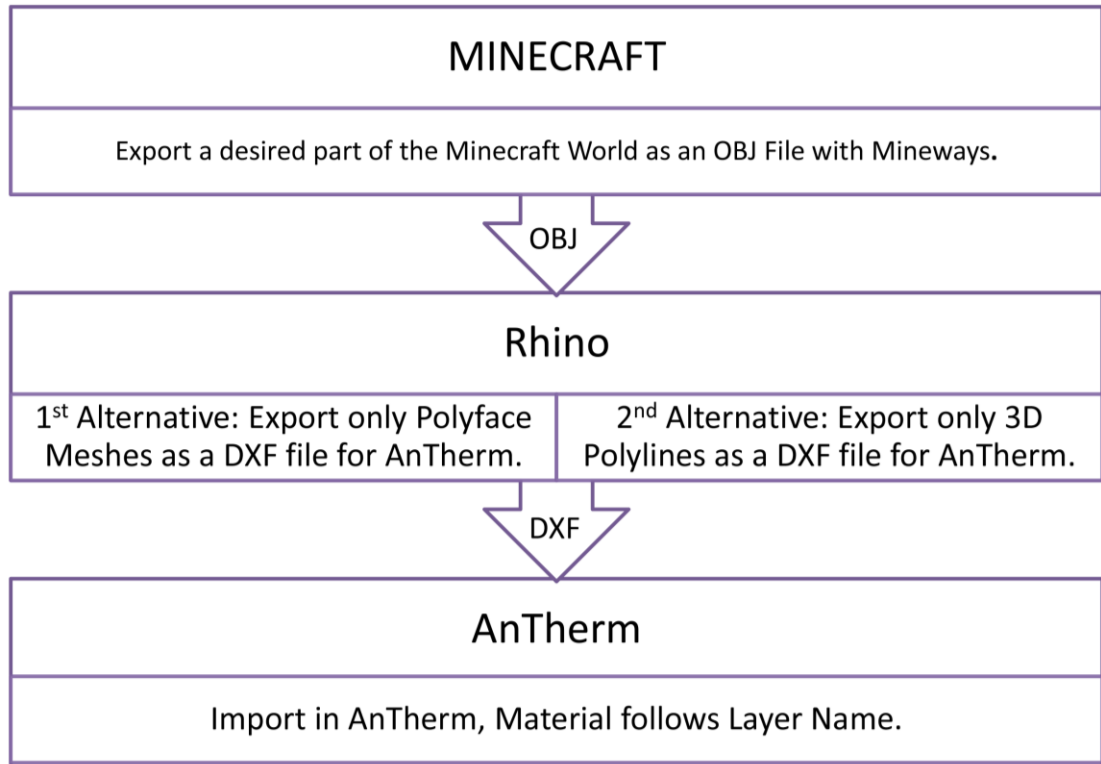 MINECRAFT
Export a desired part of the Minecraft World as an OBJ File with Mineways.
OBJ
Rhino
1st Alternative: Export only Polyface
Meshes as a DXF file for AnTherm.
2nd Alternative: Export only 3D
Polylines as a DXF file for AnTherm.
DXF
AnTherm
Import in AnTherm, Material follows Layer Name.